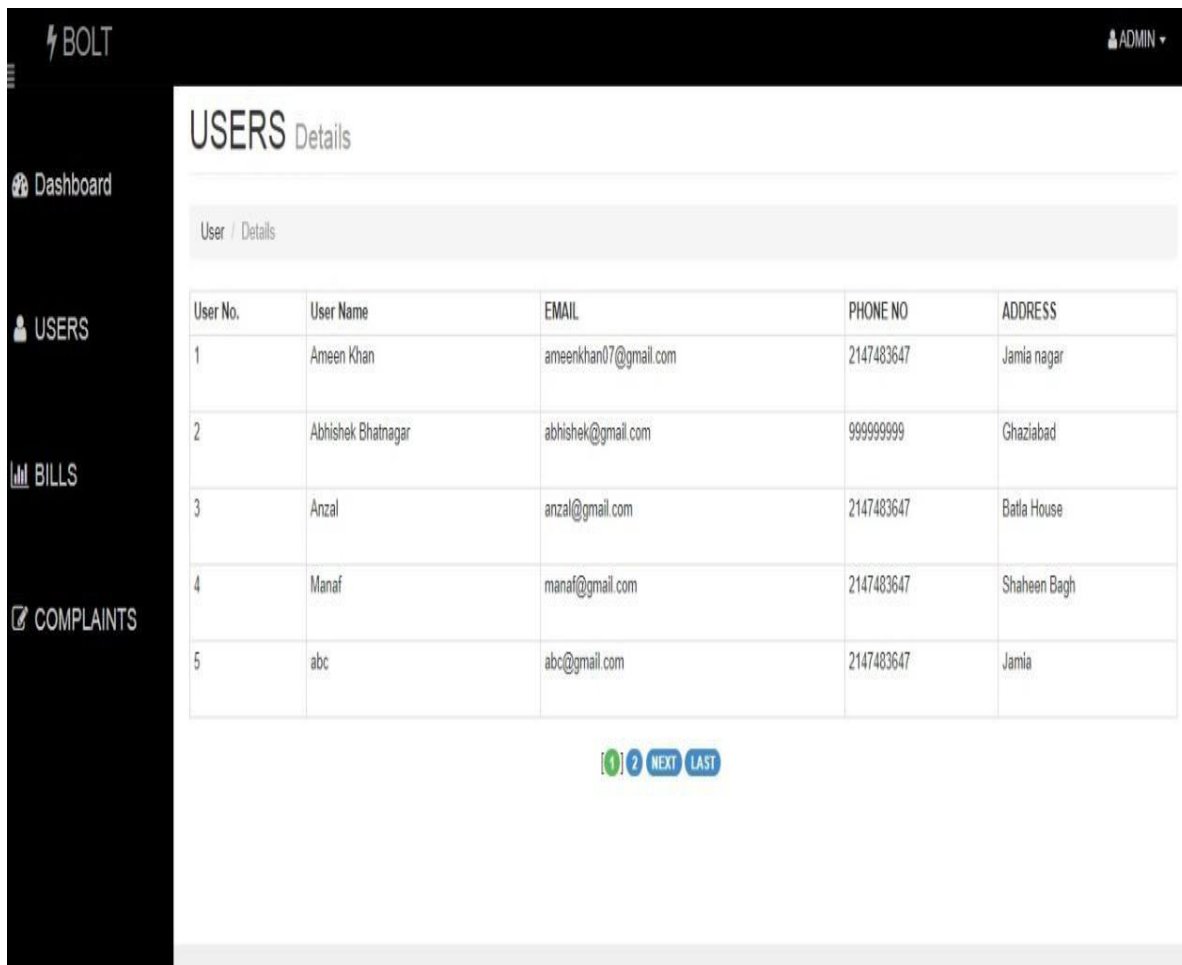 BOLT
ADMIN
USERS Details
Dashboard
User / Details
USERS
BILLS
COMPLAINTS
User No. User Name EMAIL PHONE NO ADDRESS
1 Ameen Khan ameenkhan07@gmail.com 2147483647 Jamia nagar
2 Abhishek Bhatnagar abhishek@gmail.com 999999999 Ghaziabad
3 Anzal anzal@gmail.com 2147483647 Batla House
4 Manaf manaf@gmail.com 2147483647 Shaheen Bagh
5 abc abc@gmail.com 2147483647 Jamia
[1] 2 NEXT LAST